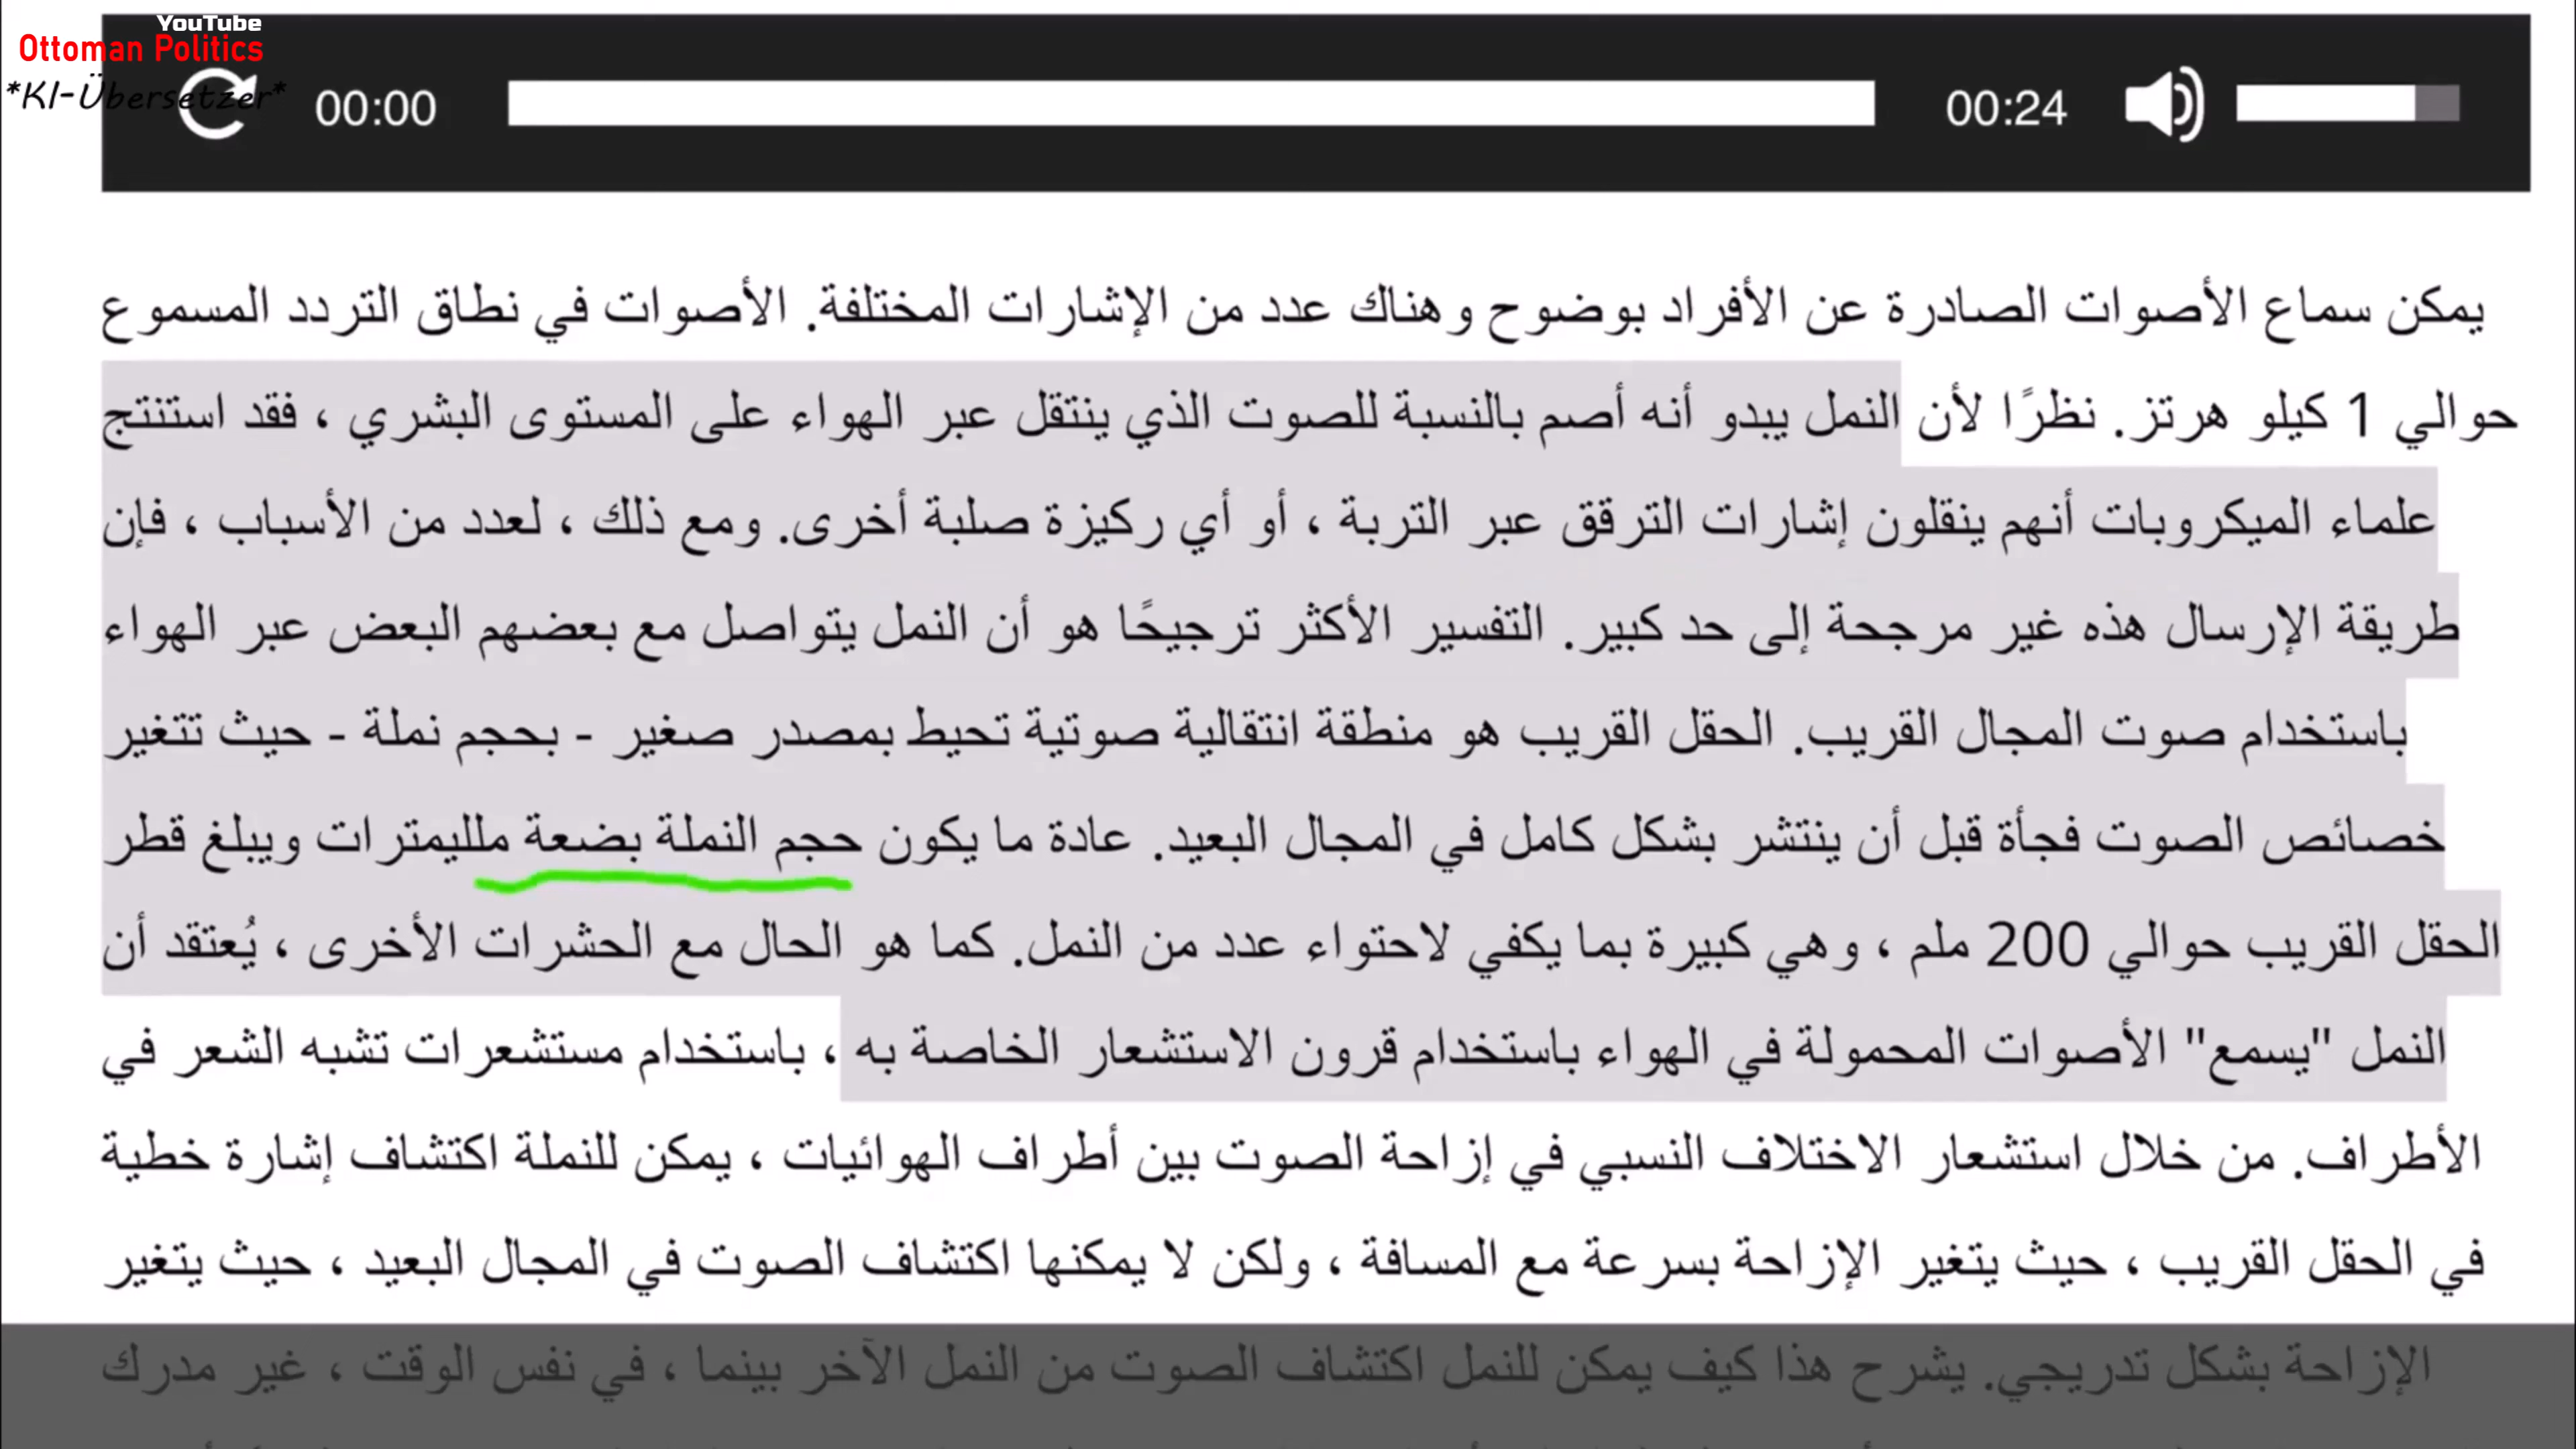 YouTube
Ottoman Politics
*KI-Übersetzer*
00:00
00:24
يمكن سماع الأصوات الصادرة عن الأفراد بوضوح وهناك عدد من الإشارات المختلفة. الأصوات في نطاق التردد المسموع
حوالي 1 كيلو هرتز. نظرًا لأن النمل يبدو أنه أصم بالنسبة للصوت الذي ينتقل عبر الهواء على المستوى البشري ، فقد استنتج
علماء الميكروبات أنهم ينقلون إشارات الترقق عبر التربة ، أو أي ركيزة صلبة أخرى. ومع ذلك ، لعدد من الأسباب ، فإن
طريقة الإرسال هذه غير مرجحة إلى حد كبير. التفسير الأكثر ترجيحًا هو أن النمل يتواصل مع بعضهم البعض عبر الهواء
باستخدام صوت المجال القريب. الحقل القريب هو منطقة انتقالية صوتية تحيط بمصدر صغير - بحجم نملة - حيث تتغير
خصائص الصوت فجأة قبل أن ينتشر بشكل كامل في المجال البعيد. عادة ما يكون حجم النملة بضعة ملليمترات ويبلغ قطر
الحقل القريب حوالي 200 ملم ، وهي كبيرة بما يكفي لاحتواء عدد من النمل. كما هو الحال مع الحشرات الأخرى ، يُعتقد أن
النمل "يسمع" الأصوات المحمولة في الهواء باستخدام قرون الاستشعار الخاصة به ، باستخدام مستشعرات تشبه الشعر في
الأطراف. من خلال استشعار الاختلاف النسبي في إزاحة الصوت بين أطراف الهوائيات ، يمكن للنملة اكتشاف إشارة خطية
في الحقل القريب ، حيث يتغير الإزاحة بسرعة مع المسافة ، ولكن لا يمكنها اكتشاف الصوت في المجال البعيد ، حيث يتغير
الإزاحة بشكل تدريجي. يشرح هذا كيف يمكن للنمل اكتشاف الصوت من النمل الآخر بينما ، في نفس الوقت ، غير مدرك